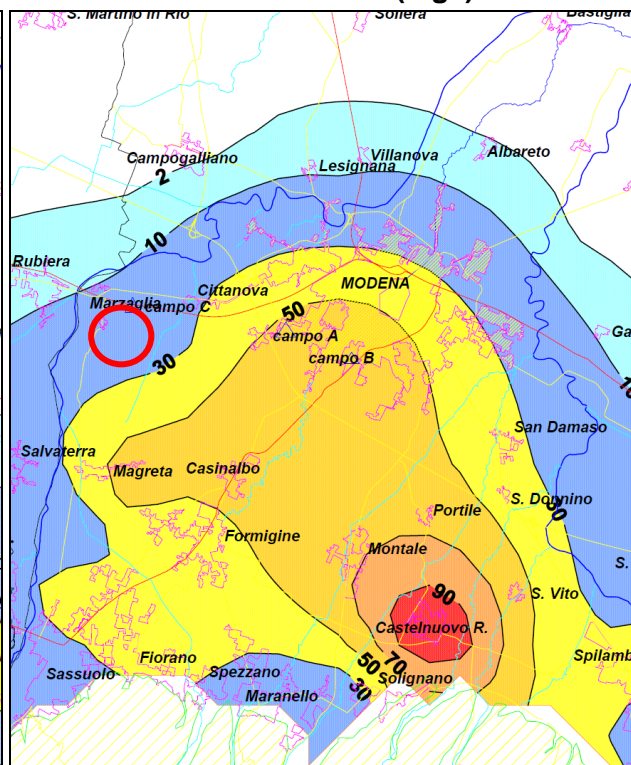 S. Martino in Rio
Soliera
Bastiglia
Campogalliano
2
Villanova
Lesignana
Albareto
10
Rubiera
Cittanova
MODENA
Marzaglia
campo C
50
campo A
Ga
campo B
30
10
Salvaterra
San Damaso
Magreta
Casinalbo
S. Donnino
30
Portile
Formigine
Montale
S.
90
S. Vito
Castelnuovo R.
Fiorano
50
70
Spilamb
Sassuolo
Spezzano
Solignano
30
Maranello